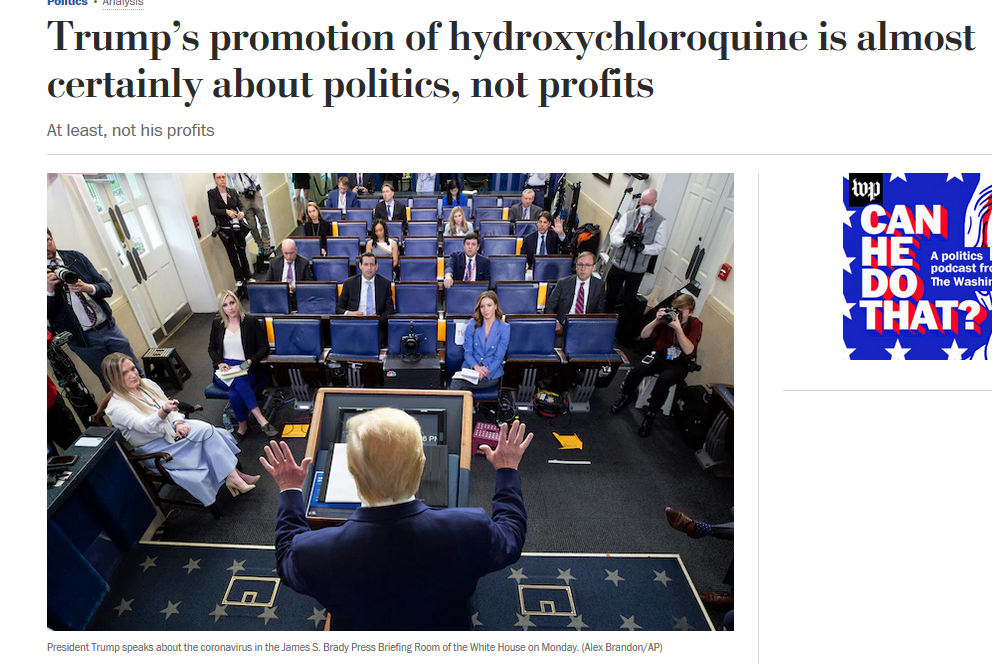 Politics • Analysis
Trump’s promotion of hydroxychloroquine is almost
certainly about politics, not profits
At least, not his profits
wp
CAN
HE
DO
THAT?
A politics
podcast fro
The Washin
President Trump speaks about the coronavirus in the James S. Brady Press Briefing Room of the White House on Monday. (Alex Brandon/AP)